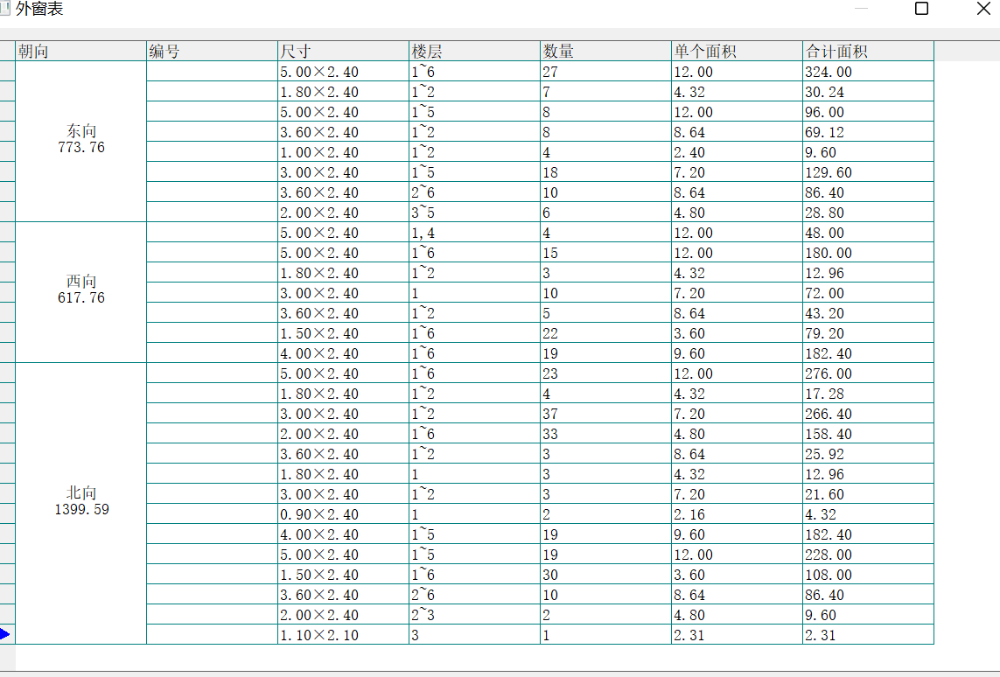 外窗表
朝向 编号 尺寸 楼层 数量 单个面积 合计面积
东向
773.76
5.00×2.40 1~6 27 12.00 324.00
1.80×2.40 1~2 7 4.32 30.24
5.00×2.40 1~5 8 12.00 96.00
3.60×2.40 1~2 8 8.64 69.12
1.00×2.40 1~2 4 2.40 9.60
3.00×2.40 1~5 18 7.20 129.60
3.60×2.40 2~6 10 8.64 86.40
2.00×2.40 3~5 6 4.80 28.80
西向
617.76
5.00×2.40 1,4 4 12.00 48.00
5.00×2.40 1~6 15 12.00 180.00
1.80×2.40 1~2 3 4.32 12.96
3.00×2.40 1 10 7.20 72.00
3.60×2.40 1~2 5 8.64 43.20
1.50×2.40 1~6 22 3.60 79.20
4.00×2.40 1~6 19 9.60 182.40
北向
1399.59
5.00×2.40 1~6 23 12.00 276.00
1.80×2.40 1~2 4 4.32 17.28
3.00×2.40 1~2 37 7.20 266.40
2.00×2.40 1~6 33 4.80 158.40
3.60×2.40 1~2 3 8.64 25.92
1.80×2.40 1 3 4.32 12.96
3.00×2.40 1~2 3 7.20 21.60
0.90×2.40 1 2 2.16 4.32
4.00×2.40 1~5 19 9.60 182.40
5.00×2.40 1~5 19 12.00 228.00
1.50×2.40 1~6 30 3.60 108.00
3.60×2.40 2~6 10 8.64 86.40
2.00×2.40 2~3 2 4.80 9.60
1.10×2.10 3 1 2.31 2.31